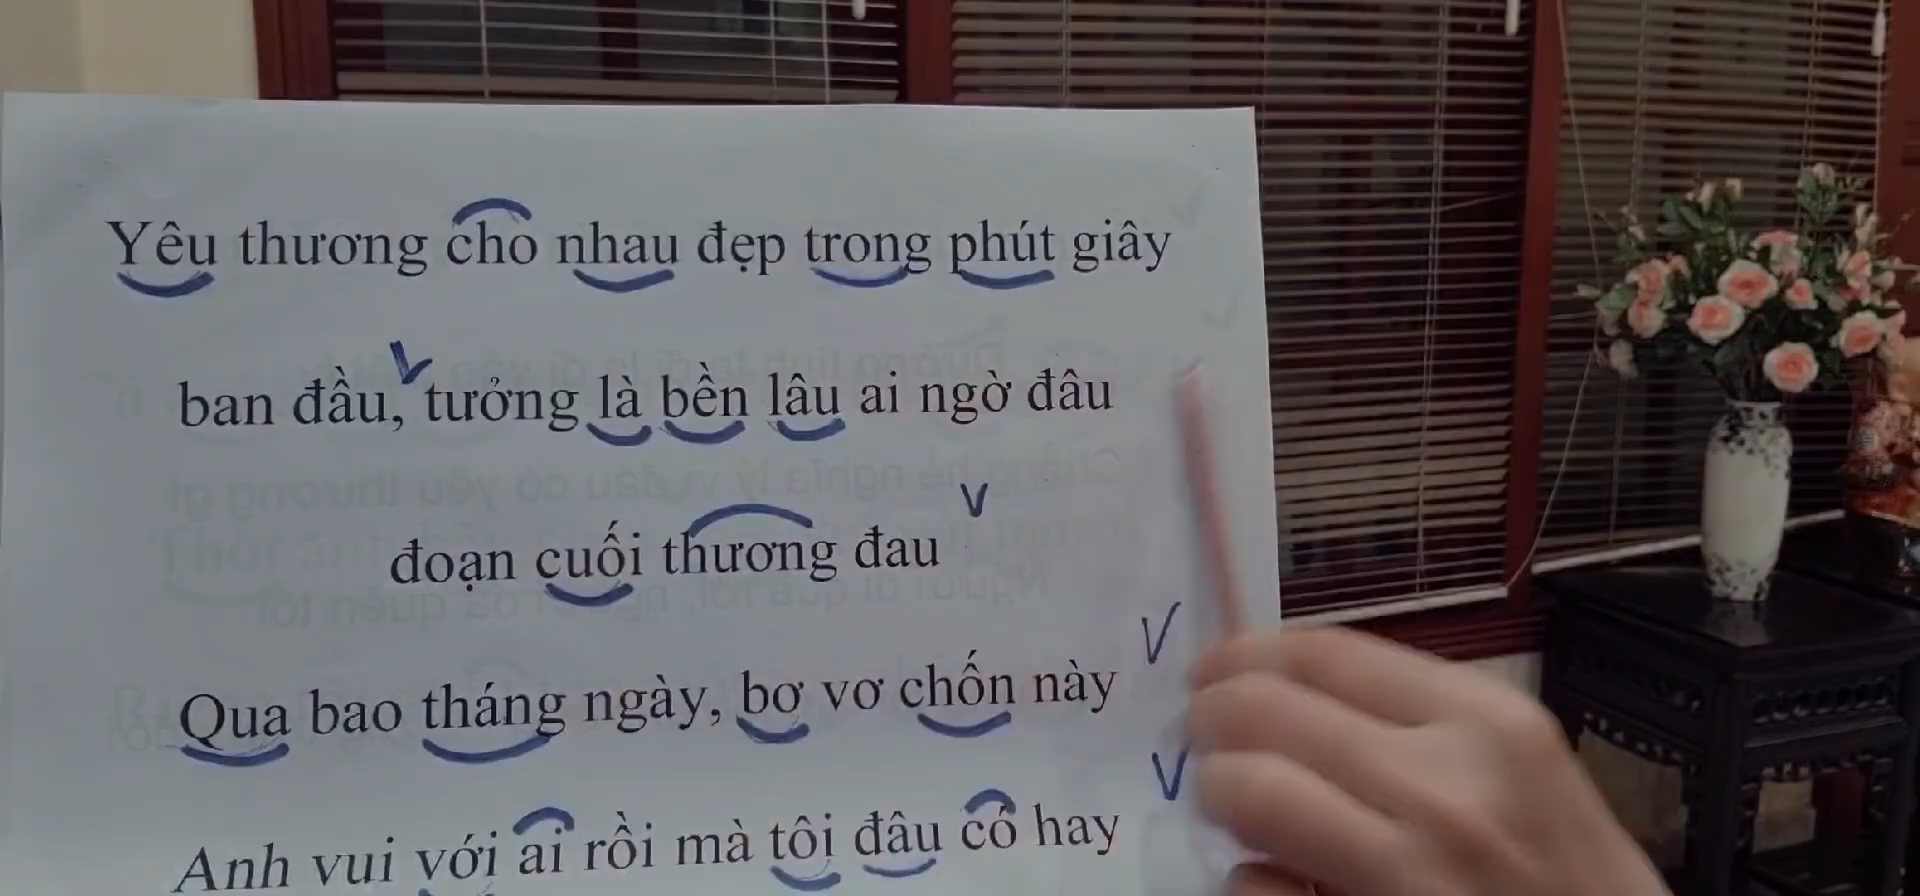 Yêu thương cho nhau đẹp trong phút giây
ban đầu, tưởng là bền lâu ai ngờ đâu
đoạn cuối thương đau
Qua bao tháng ngày, bơ vơ chốn này
Anh vui với ai rồi mà tôi đâu có hay